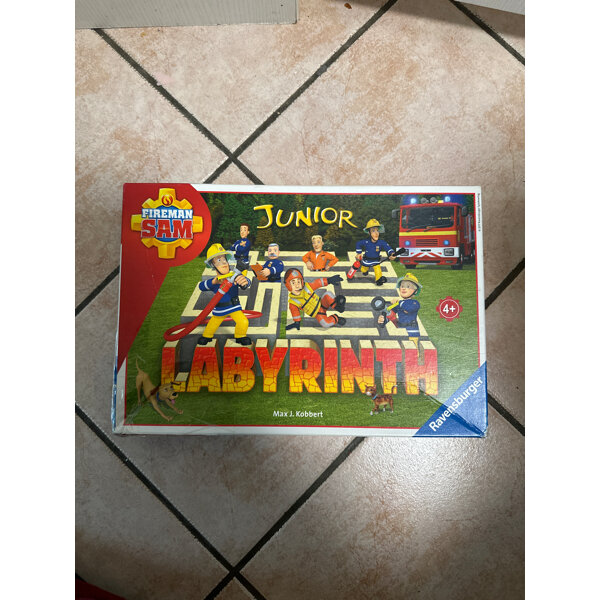 FIREMAN
SAM
JUNIOR
4+
LABYRINTH
Max J. Kobbert
Ravensburger